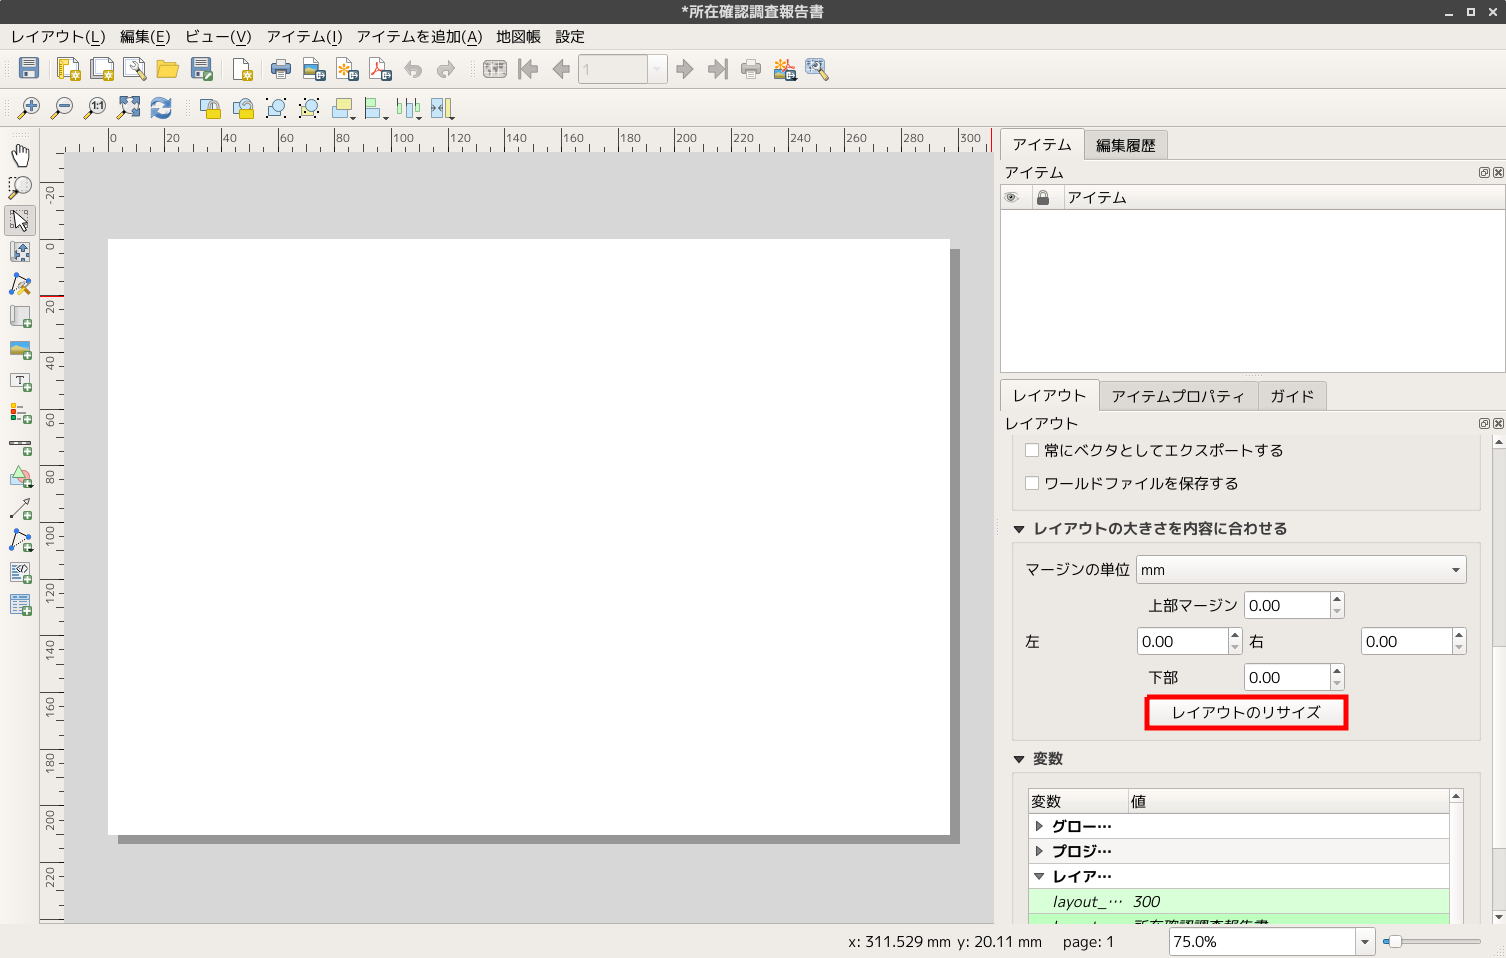 *所在確認調査報告書
レイアウト(L) 編集(E) ビュー(V) アイテム(I) アイテムを追加(A) 地図帳 設定
1
1:1
0 20 40 60 80 100 120 140 160 180 200 220 240 260 280 300
-20
0
20
40
60
80
100
120
140
160
180
200
220
アイテム 編集履歴
アイテム
アイテム
レイアウト アイテムプロパティ ガイド
レイアウト
常にベクタとしてエクスポートする
ワールドファイルを保存する
レイアウトの大きさを内容に合わせる
マージンの単位 mm
上部マージン 0.00
左 0.00 右 0.00
下部 0.00
レイアウトのリサイズ
変数
変数 値
グロー…
プロジ…
レイア…
layout_… 300
x: 311.529 mm y: 20.11 mm page: 1 75.0%